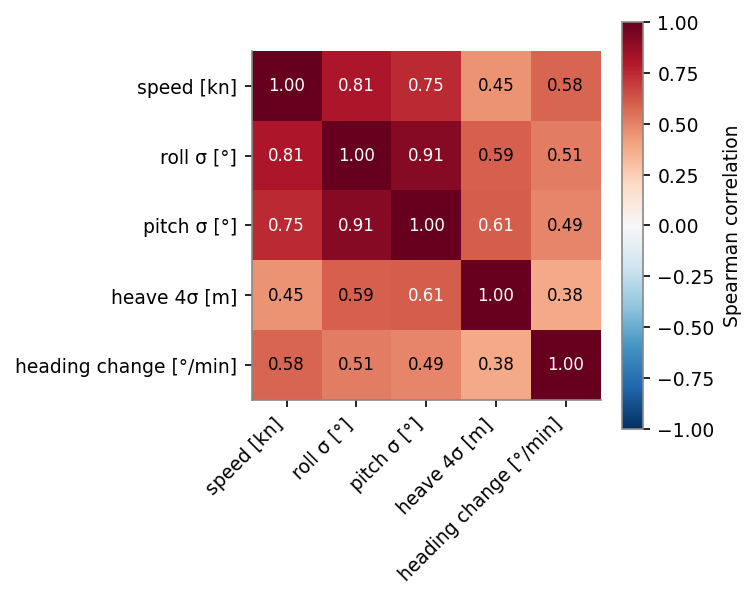 1.00
speed [kn] 1.00 0.81 0.75 0.45 0.58
0.75
roll σ [°] 0.81 1.00 0.91 0.59 0.51
0.50
0.25
pitch σ [°] 0.75 0.91 1.00 0.61 0.49
0.00
−0.25
heave 4σ [m] 0.45 0.59 0.61 1.00 0.38
−0.50
heading change [°/min] 0.58 0.51 0.49 0.38 1.00
−0.75
−1.00
Spearman correlation
speed [kn]
roll σ [°]
pitch σ [°]
heave 4σ [m]
heading change [°/min]